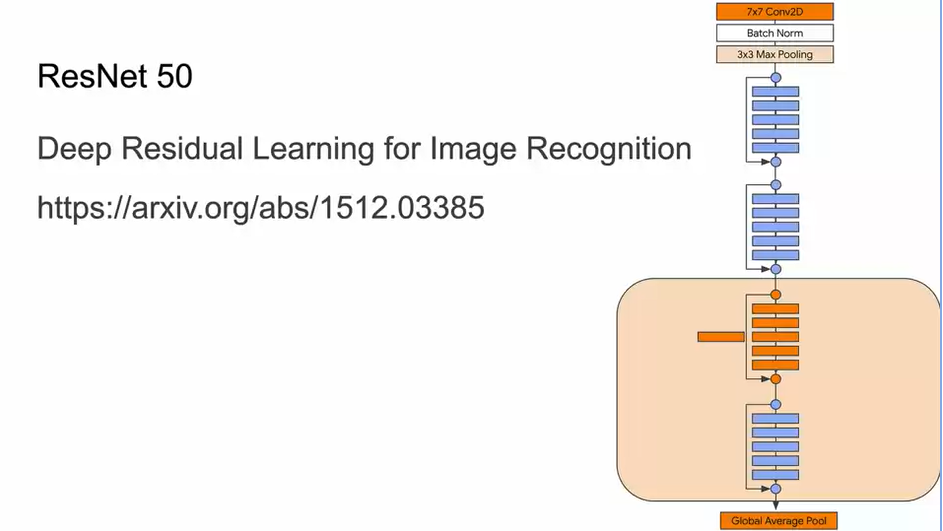 ResNet 50
Deep Residual Learning for Image Recognition
https://arxiv.org/abs/1512.03385
7x7 Conv2D
Batch Norm
3x3 Max Pooling
Global Average Pool